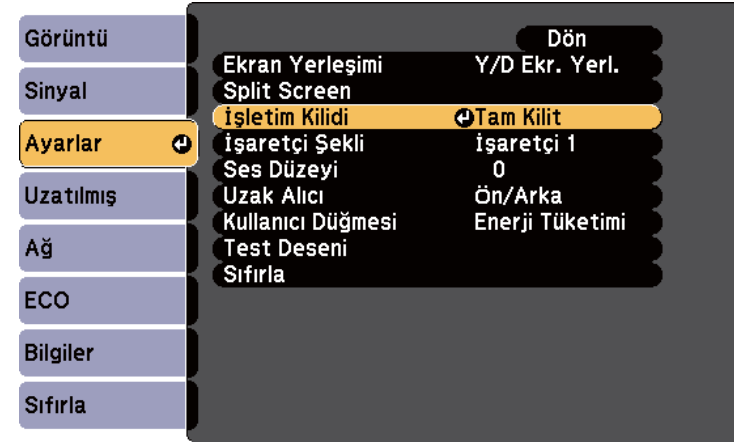 Görüntü
Sinyal
Ayarlar
Uzatılmış
Ağ
ECO
Bilgiler
Sıfırla
Dön
Ekran Yerleşimi Y/D Ekr. Yerl.
Split Screen
İşletim Kilidi Tam Kilit
İşaretçi Şekli İşaretçi 1
Ses Düzeyi 0
Uzak Alıcı Ön/Arka
Kullanıcı Düğmesi Enerji Tüketimi
Test Deseni
Sıfırla